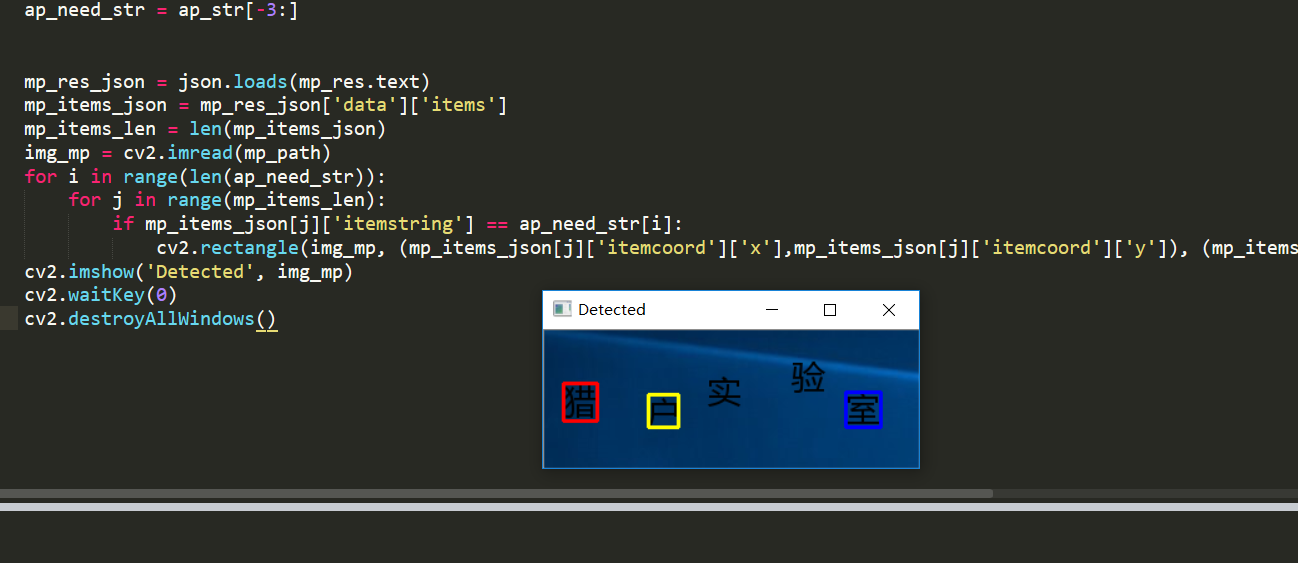 ap_need_str = ap_str[-3:]
mp_res_json = json.loads(mp_res.text)
mp_items_json = mp_res_json['data']['items']
mp_items_len = len(mp_items_json)
img_mp = cv2.imread(mp_path)
for i in range(len(ap_need_str)):
for j in range(mp_items_len):
if mp_items_json[j]['itemstring'] == ap_need_str[i]:
cv2.rectangle(img_mp, (mp_items_json[j]['itemcoord']['x'],mp_items_json[j]['itemcoord']['y']), (mp_items
cv2.imshow('Detected', img_mp)
cv2.waitKey(0)
cv2.destroyAllWindows()
Detected
猎户实验室